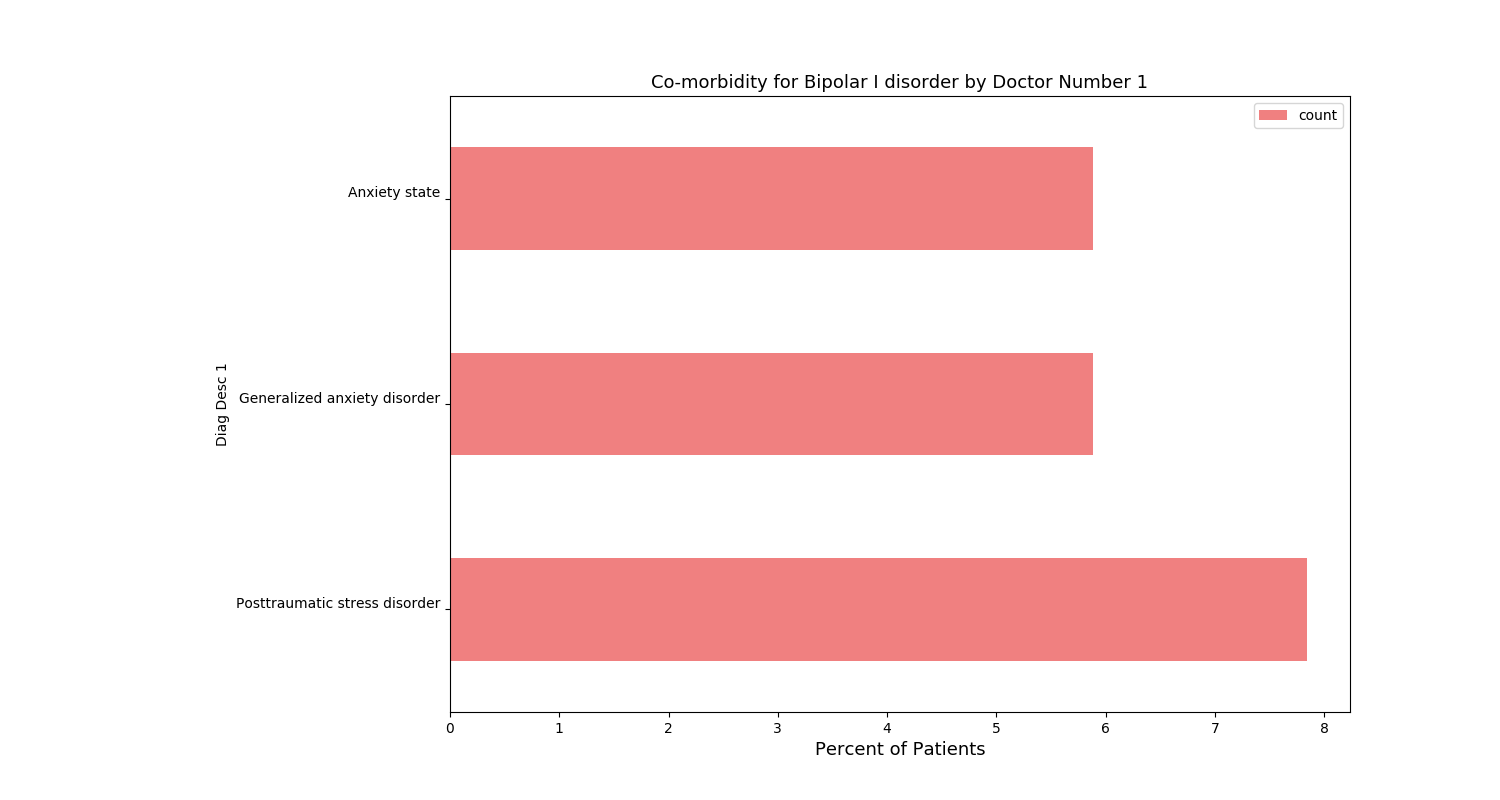 Co-morbidity for Bipolar I disorder by Doctor Number 1
count
Anxiety state
Generalized anxiety disorder
Posttraumatic stress disorder
Diag Desc 1
0 1 2 3 4 5 6 7 8
Percent of Patients